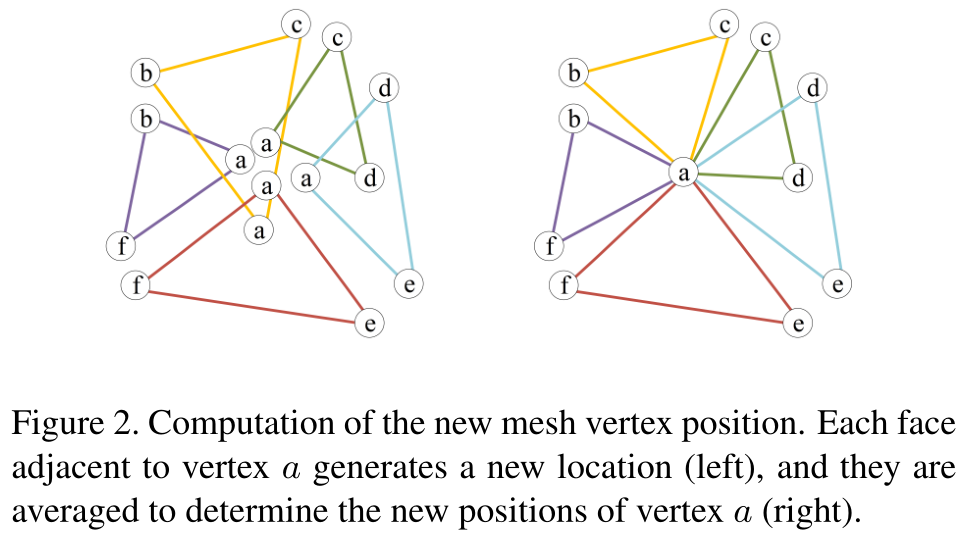 c
c
b
d
b
a
a
a
d
a
a
f
f
e
e
c
c
b
d
b
a
d
f
f
e
e
Figure 2. Computation of the new mesh vertex position. Each face
adjacent to vertex a generates a new location (left), and they are
averaged to determine the new positions of vertex a (right).